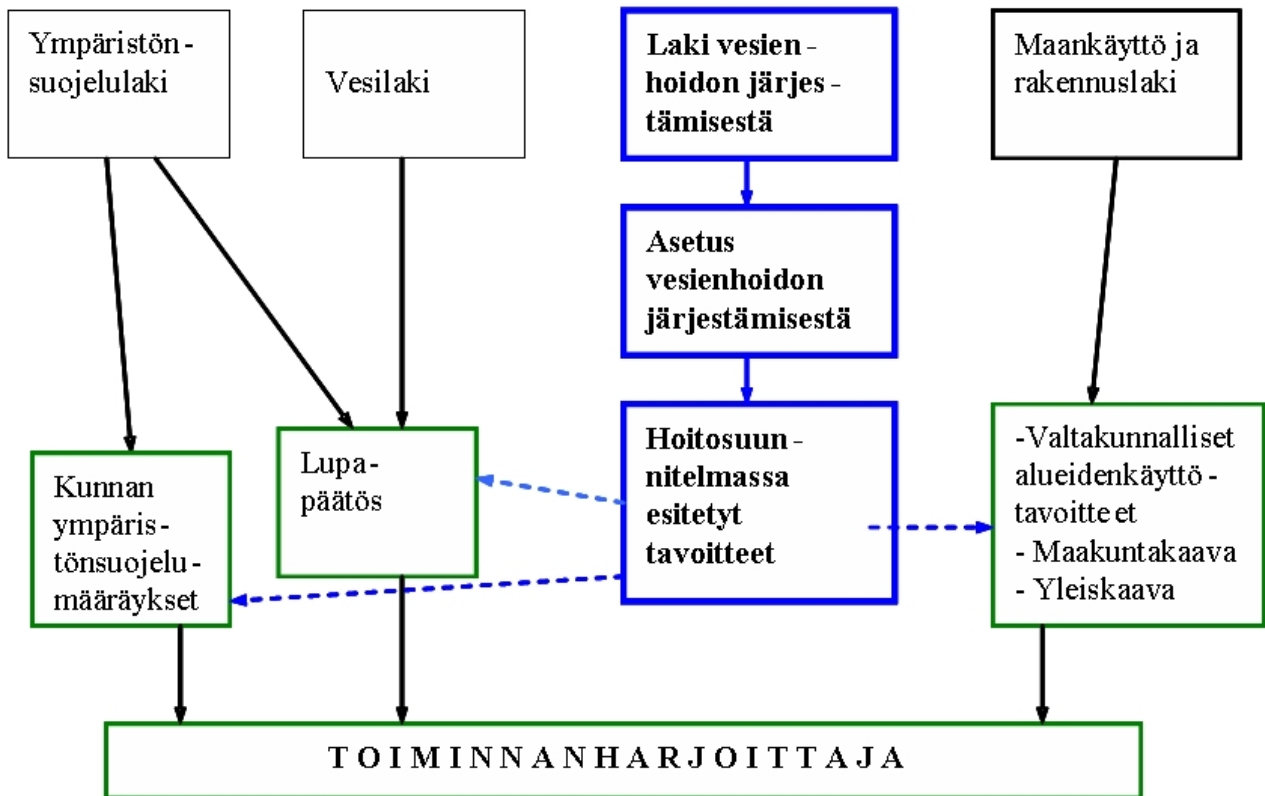 Ympäristön-
suojelulaki
Vesilaki
Laki vesien-
hoidon järjes-
tämisestä
Maankäyttö ja
rakennuslaki
Asetus
vesienhoidon
järjestämisestä
Kunnan
ympäris-
tönsuojelu-
määräykset
Lupa-
päätös
Hoitosuun-
nitelmassa
esitetyt
tavoitteet
-Valtakunnalliset
alueidenkäyttö-
tavoitteet
- Maakuntakaava
- Yleiskaava
TOIMINNANHARJOITTAJA